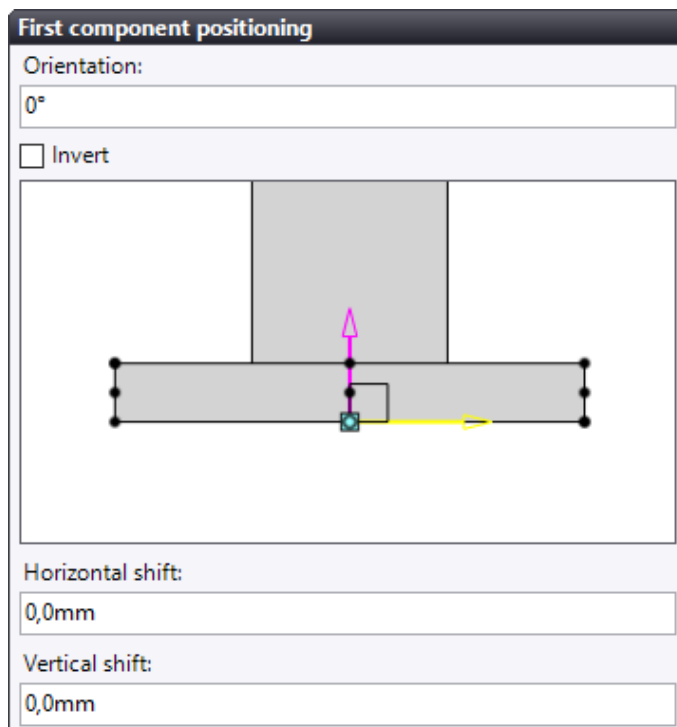 First component positioning
Orientation:
0°
Invert
Horizontal shift:
0,0mm
Vertical shift:
0,0mm